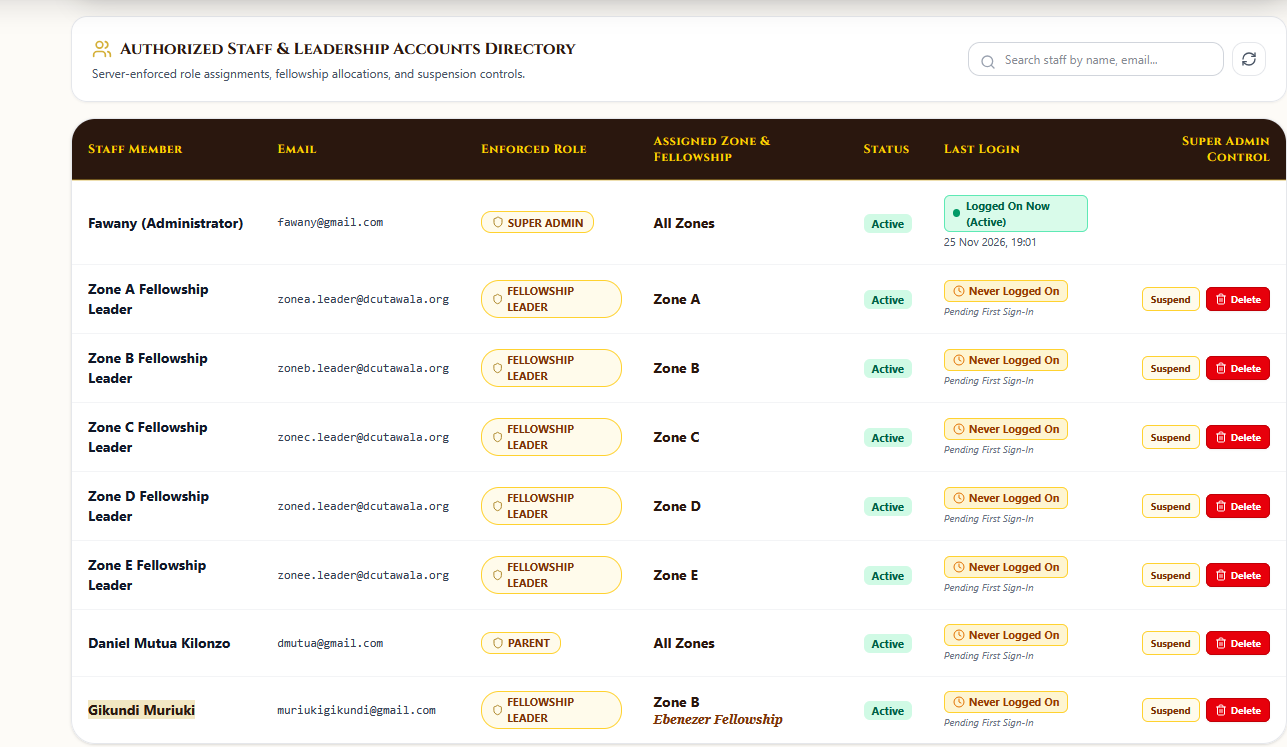 Authorized Staff & Leadership Accounts Directory
Server-enforced role assignments, fellowship allocations, and suspension controls.
Search staff by name, email...
Staff Member Email Enforced Role Assigned Zone & Fellowship Status Last Login Super Admin Control
Fawany (Administrator) fawany@gmail.com SUPER ADMIN All Zones Active Logged On Now (Active)
25 Nov 2026, 19:01
Zone A Fellowship Leader zonea.leader@dcutawala.org FELLOWSHIP LEADER Zone A Active Never Logged On Suspend Delete
Pending First Sign-In
Zone B Fellowship Leader zoneb.leader@dcutawala.org FELLOWSHIP LEADER Zone B Active Never Logged On Suspend Delete
Pending First Sign-In
Zone C Fellowship Leader zonec.leader@dcutawala.org FELLOWSHIP LEADER Zone C Active Never Logged On Suspend Delete
Pending First Sign-In
Zone D Fellowship Leader zoned.leader@dcutawala.org FELLOWSHIP LEADER Zone D Active Never Logged On Suspend Delete
Pending First Sign-In
Zone E Fellowship Leader zonee.leader@dcutawala.org FELLOWSHIP LEADER Zone E Active Never Logged On Suspend Delete
Pending First Sign-In
Daniel Mutua Kilonzo dmutua@gmail.com PARENT All Zones Active Never Logged On Suspend Delete
Pending First Sign-In
Gikundi Muriuki muriukigikundi@gmail.com FELLOWSHIP LEADER Zone B Active Never Logged On Suspend Delete
Ebenezer Fellowship Pending First Sign-In